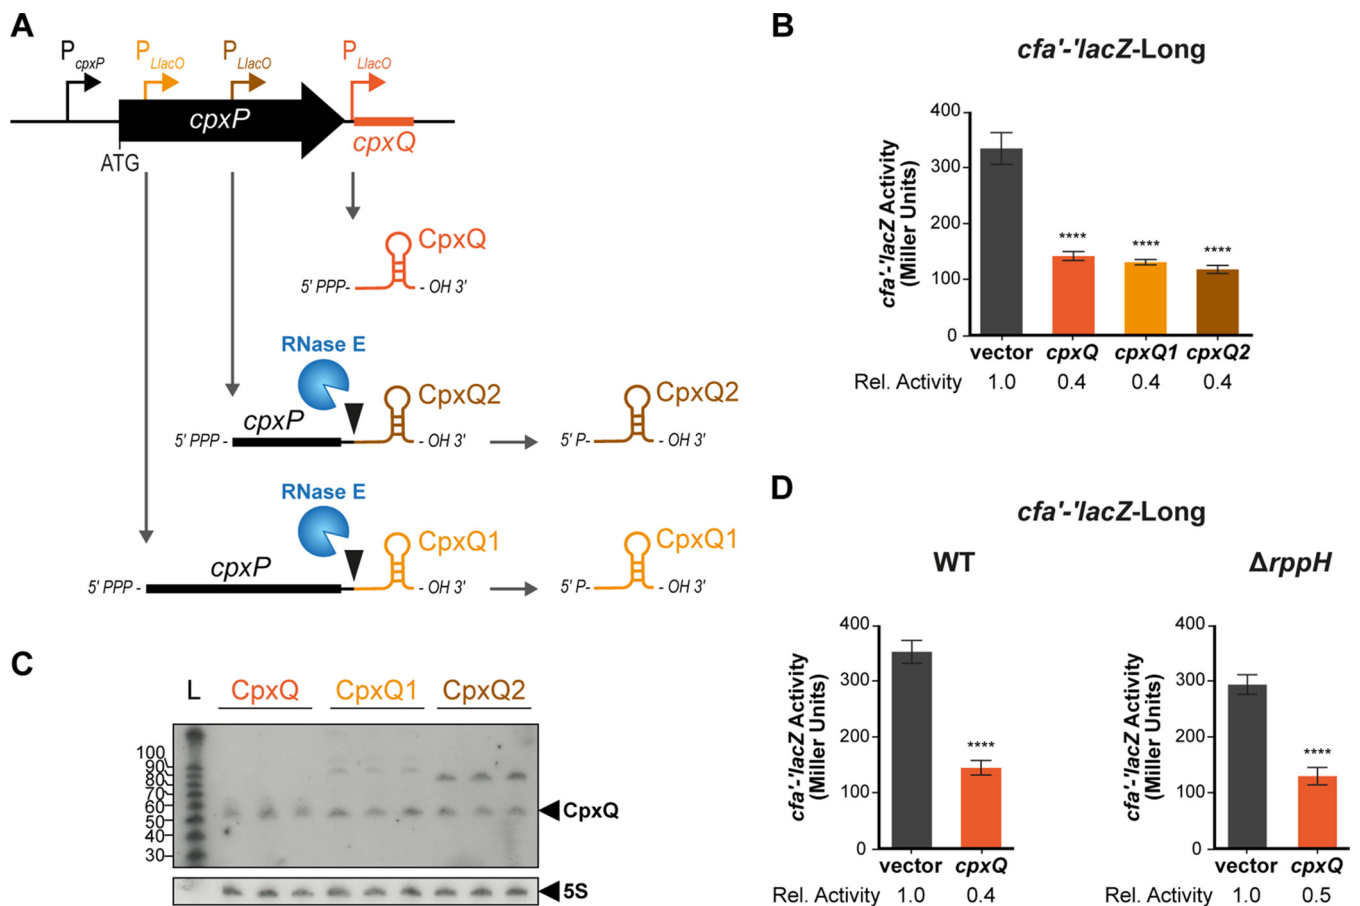 A
P cpxP
P LlacO
P LlacO
P LlacO
cpxP
cpxQ
ATG
CpxQ
5' PPP-
- OH 3'
RNase E
CpxQ2
CpxQ2
cpxP
5' PPP -
- OH 3'
5' P-
- OH 3'
RNase E
CpxQ1
CpxQ1
cpxP
5' PPP -
- OH 3'
5' P-
- OH 3'
B
cfa'-'lacZ-Long
cfa'-'lacZ Activity
(Miller Units)
400
300
200
100
0
****
****
****
vector cpxQ cpxQ1 cpxQ2
Rel. Activity 1.0 0.4 0.4 0.4
C
L CpxQ CpxQ1 CpxQ2
100
90
80
70
60
50
40
30
CpxQ
5S
D
cfa'-'lacZ-Long
WT
cfa'-'lacZ Activity
(Miller Units)
400
300
200
100
0
****
vector cpxQ
Rel. Activity 1.0 0.4
ΔrppH
cfa'-'lacZ Activity
(Miller Units)
400
300
200
100
0
****
vector cpxQ
Rel. Activity 1.0 0.5